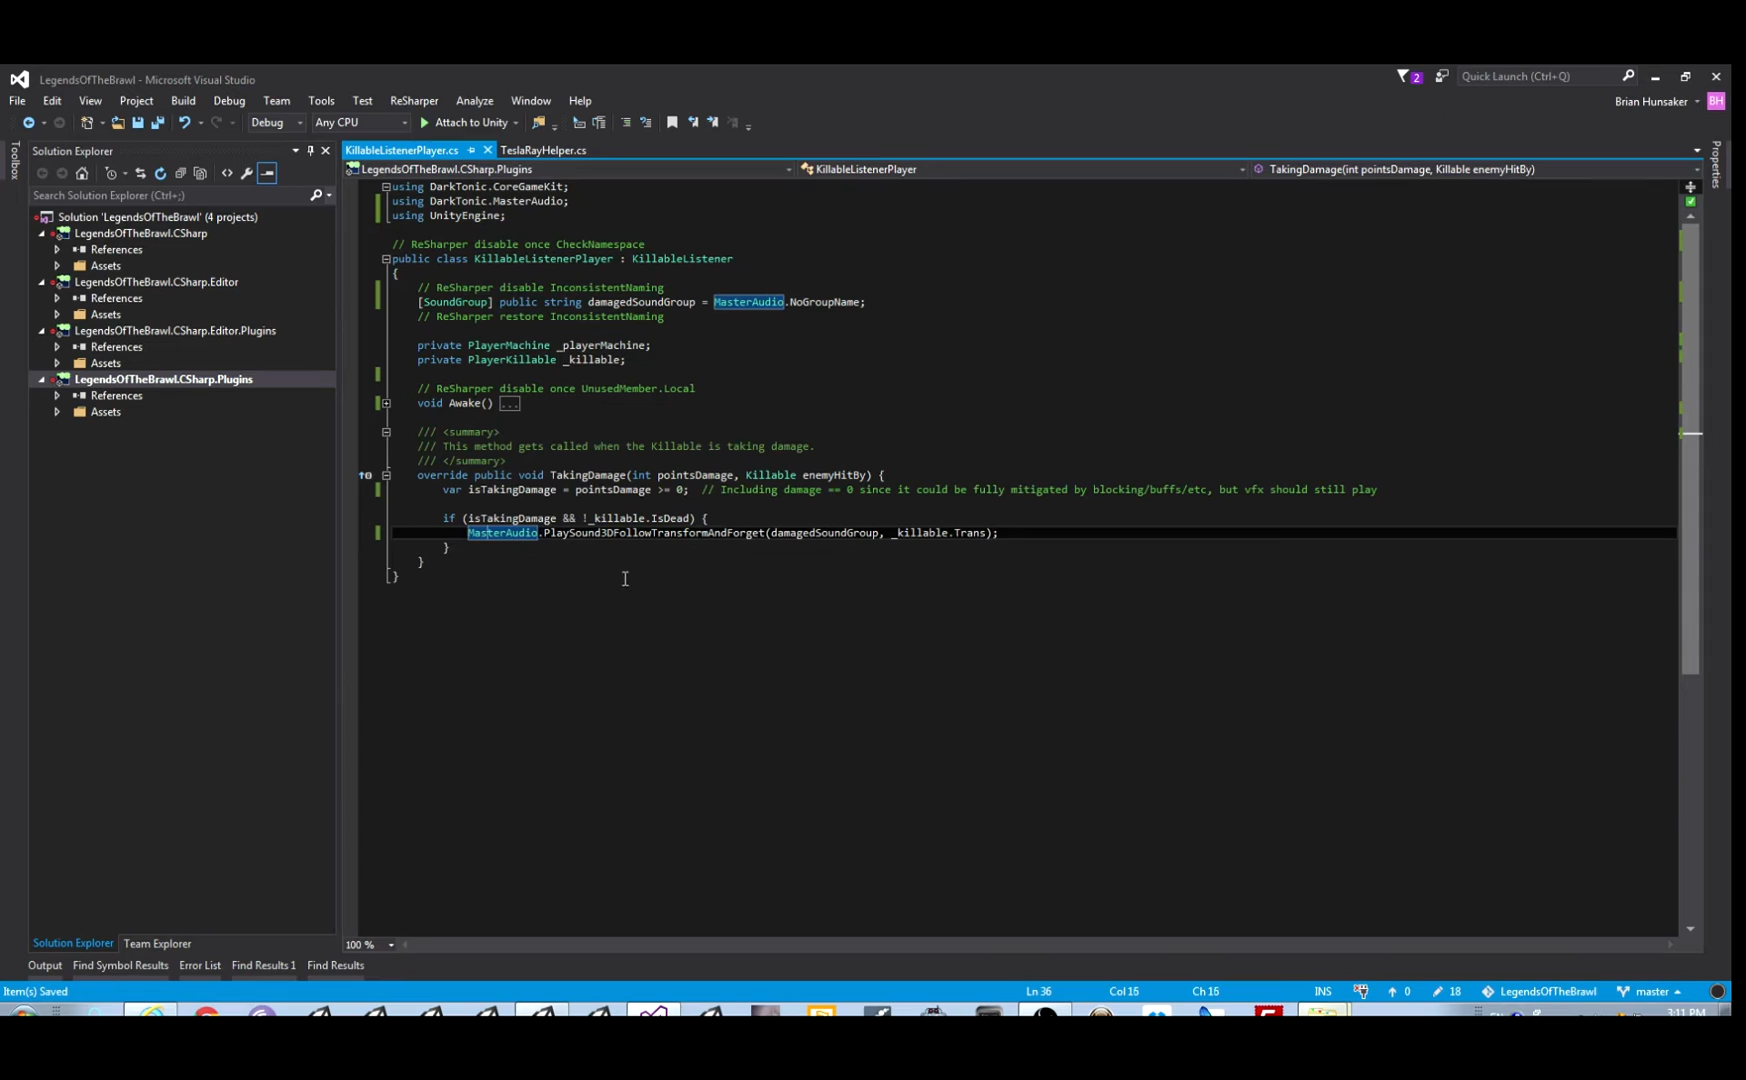 LegendsOfTheBrawl - Microsoft Visual Studio
2
Quick Launch (Ctrl+Q)
File Edit View Project Build Debug Team Tools Test ReSharper Analyze Window Help
Brian Hunsaker
BH
Debug
Any CPU
Attach to Unity
Toolbox
Solution Explorer
Search Solution Explorer (Ctrl+;)
Solution 'LegendsOfTheBrawl' (4 projects)
LegendsOfTheBrawl.CSharp
References
Assets
LegendsOfTheBrawl.CSharp.Editor
References
Assets
LegendsOfTheBrawl.CSharp.Editor.Plugins
References
Assets
LegendsOfTheBrawl.CSharp.Plugins
References
Assets
Solution Explorer Team Explorer
KillableListenerPlayer.cs
TeslaRayHelper.cs
Properties
LegendsOfTheBrawl.CSharp.Plugins
KillableListenerPlayer
TakingDamage(int pointsDamage, Killable enemyHitBy)
using DarkTonic.CoreGameKit;
using DarkTonic.MasterAudio;
using UnityEngine;
// ReSharper disable once CheckNamespace
public class KillableListenerPlayer : KillableListener
{
// ReSharper disable InconsistentNaming
[SoundGroup] public string damagedSoundGroup = MasterAudio.NoGroupName;
// ReSharper restore InconsistentNaming
private PlayerMachine _playerMachine;
private PlayerKillable _killable;
// ReSharper disable once UnusedMember.Local
void Awake() ...
/// <summary>
/// This method gets called when the Killable is taking damage.
/// </summary>
override public void TakingDamage(int pointsDamage, Killable enemyHitBy) {
var isTakingDamage = pointsDamage >= 0;  // Including damage == 0 since it could be fully mitigated by blocking/buffs/etc, but vfx should still play
if (isTakingDamage && !_killable.IsDead) {
MasterAudio.PlaySound3DFollowTransformAndForget(damagedSoundGroup, _killable.Trans);
}
}
}
100 %
Output Find Symbol Results Error List Find Results 1 Find Results
Item(s) Saved
Ln 36
Col 15
Ch 15
INS
0
18
LegendsOfTheBrawl
master
3:11 PM